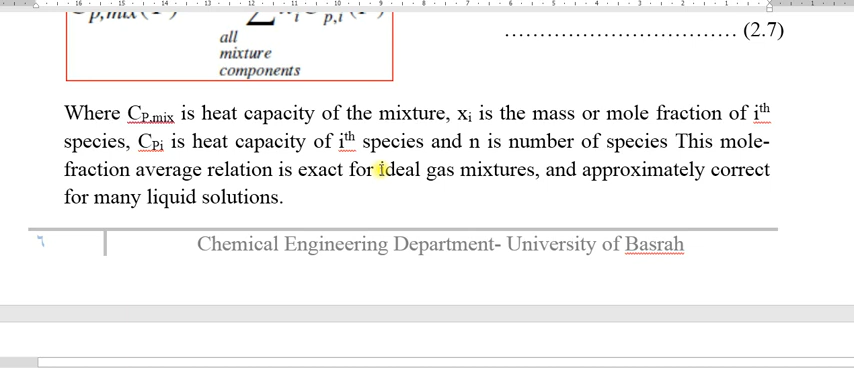 all
mixture
components
.................................. (2.7)
Where CP.mix is heat capacity of the mixture, xi is the mass or mole fraction of ith
species, CPi is heat capacity of ith species and n is number of species This mole-
fraction average relation is exact for ideal gas mixtures, and approximately correct
for many liquid solutions.
٦
Chemical Engineering Department- University of Basrah